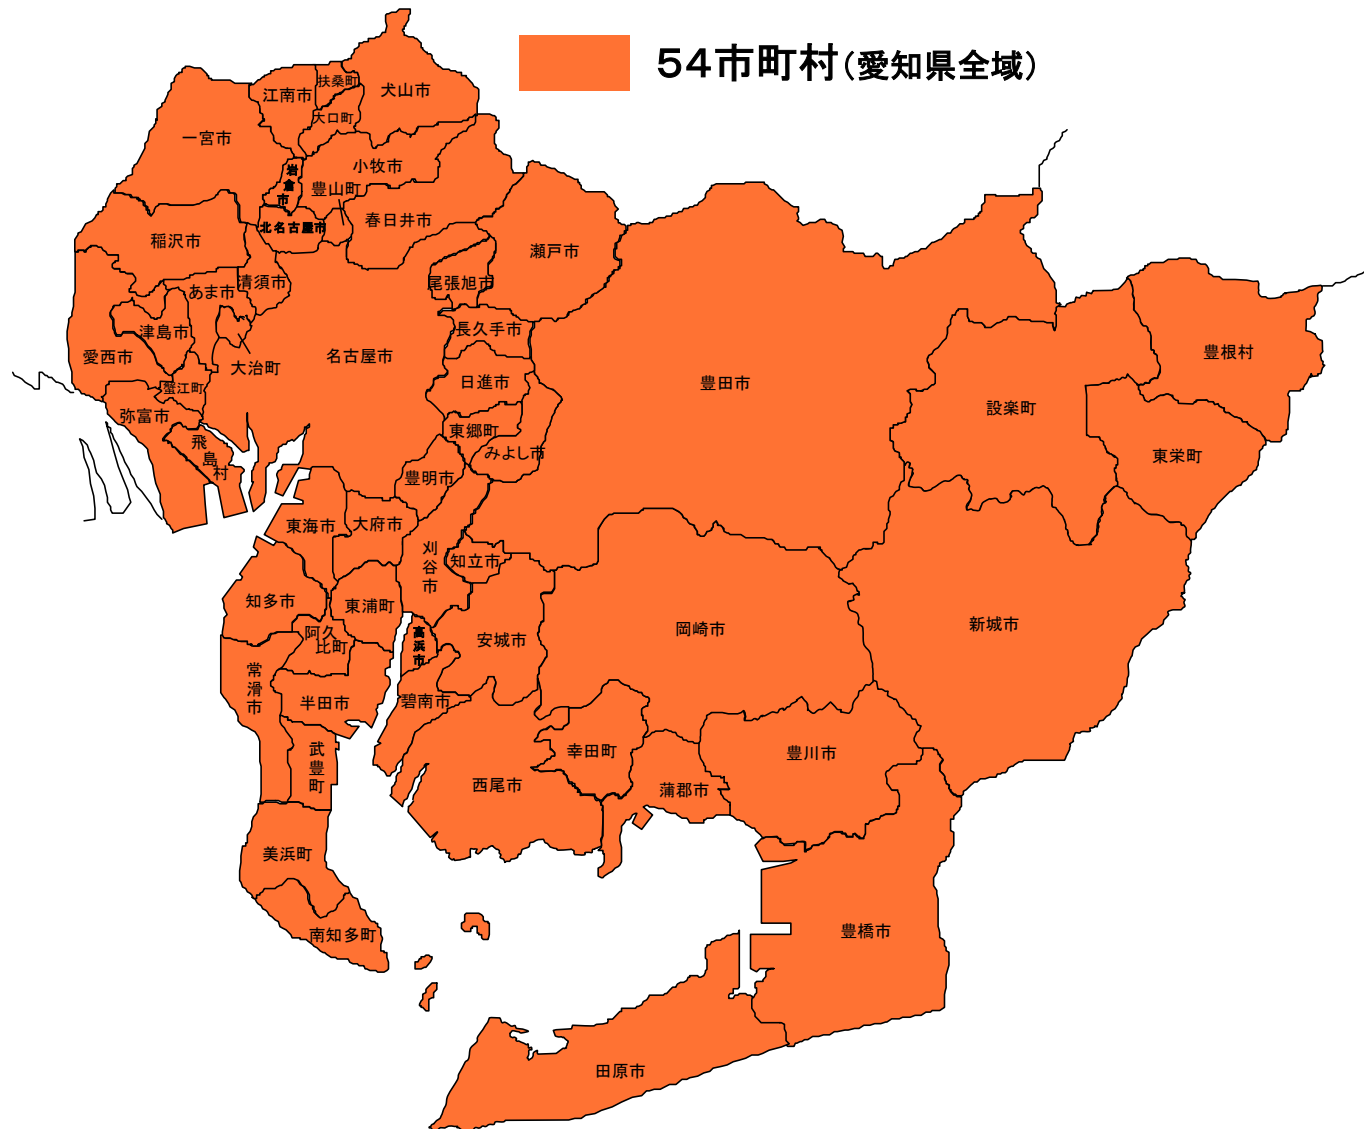 54市町村(愛知県全域)
扶桑町
犬山市
江南市
大口町
一宮市
小牧市
岩倉市
豊山町
春日井市
北名古屋市
稲沢市
瀬戸市
尾張旭市
清須市
あま市
長久手市
津島市
愛西市
大治町
名古屋市
豊根村
日進市
豊田市
蟹江町
設楽町
弥富市
東郷町
飛島村
みよし市
東栄町
豊明市
東海市
大府市
刈谷市
知立市
知多市
東浦町
阿久比町
高浜市
安城市
岡崎市
新城市
常滑市
半田市
碧南市
武豊町
幸田町
豊川市
西尾市
蒲郡市
美浜町
南知多町
豊橋市
田原市